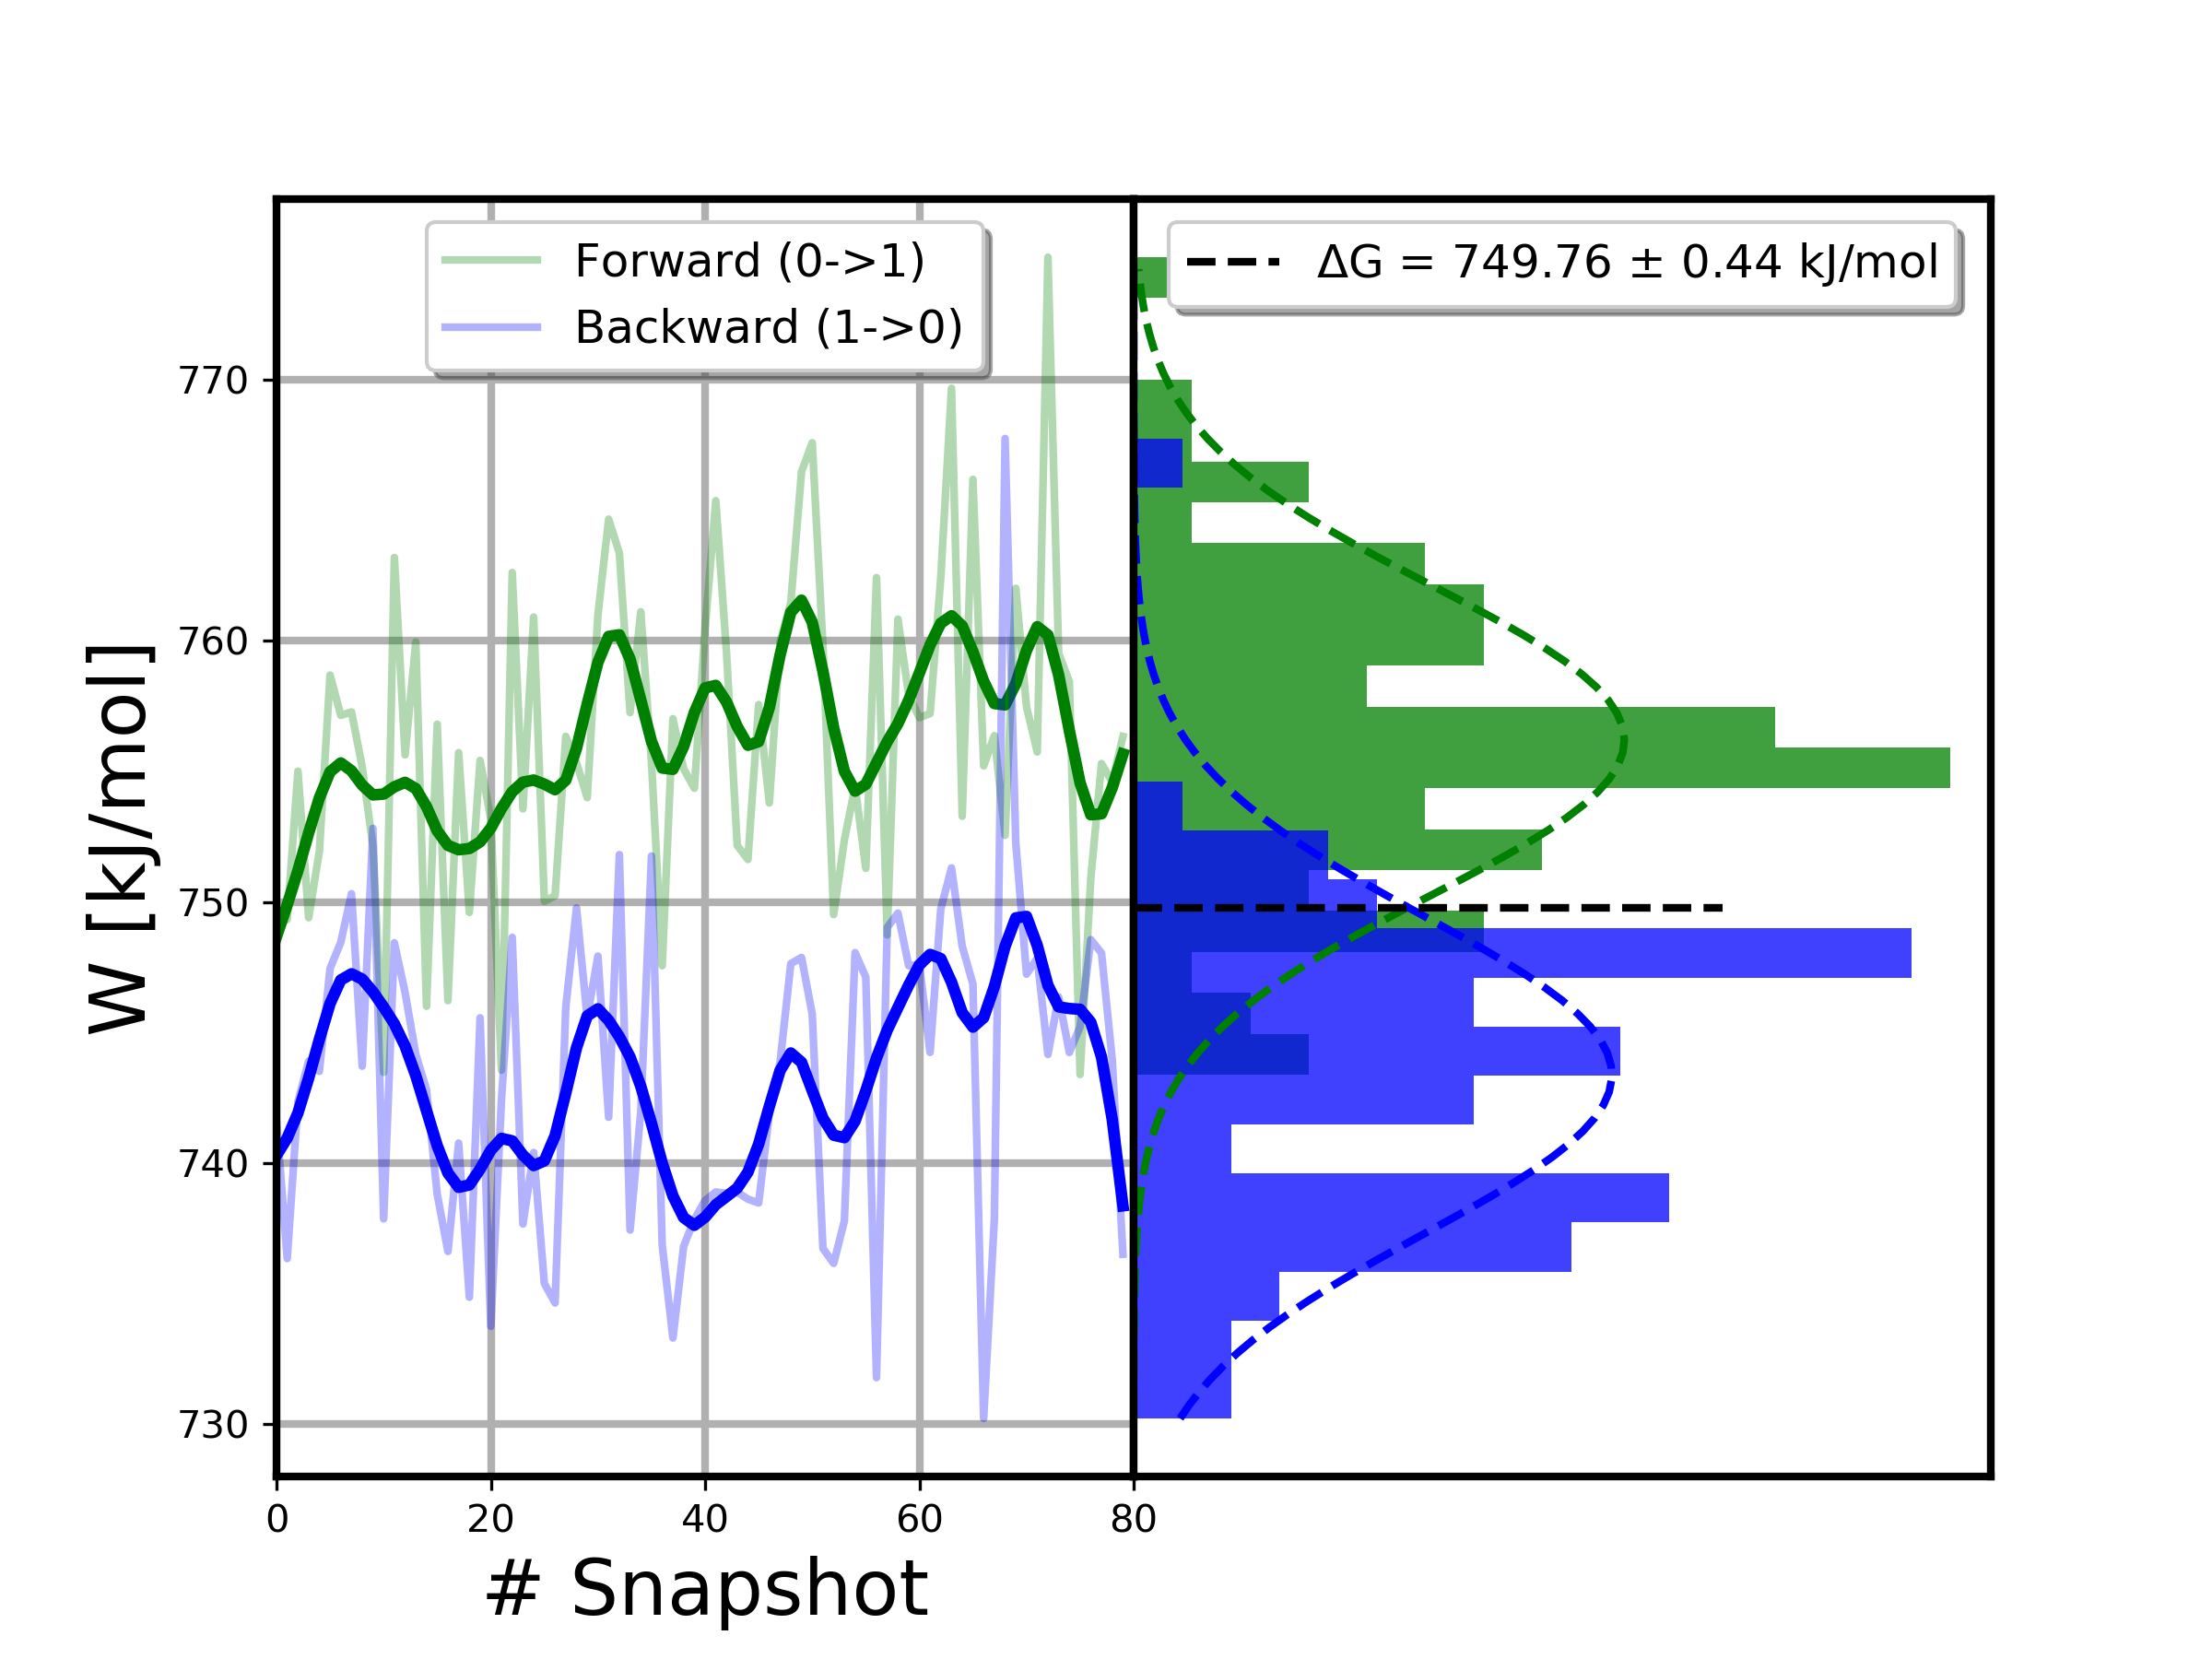 Forward (0->1)
Backward (1->0)
ΔG = 749.76 ± 0.44 kJ/mol
770
760
750
740
730
W [kJ/mol]
0 20 40 60 80
# Snapshot